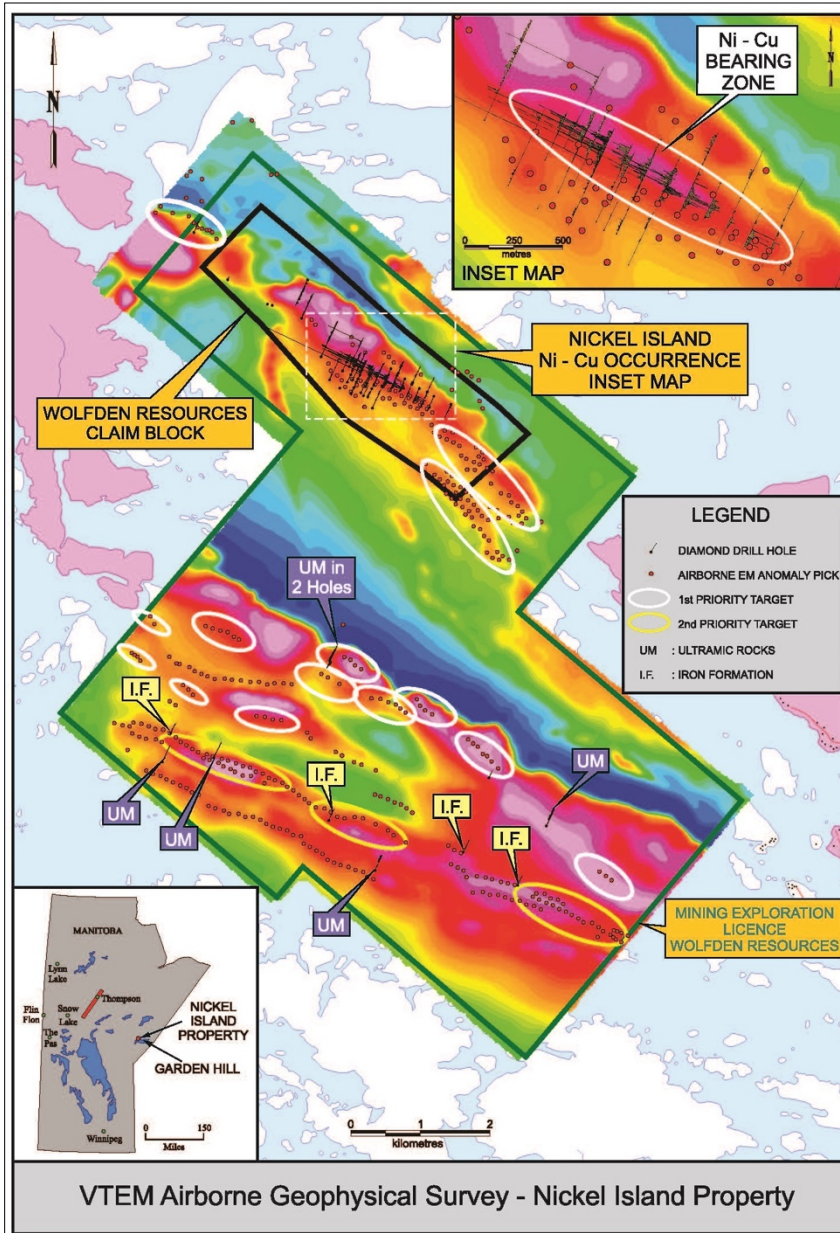 N
Ni - Cu
BEARING
ZONE
N
0 250 500
metres
INSET MAP
NICKEL ISLAND
Ni - Cu OCCURRENCE
INSET MAP
WOLFDEN RESOURCES
CLAIM BLOCK
LEGEND
DIAMOND DRILL HOLE
AIRBORNE EM ANOMALY PICK
1st PRIORITY TARGET
2nd PRIORITY TARGET
UM : ULTRAMIC ROCKS
I.F. : IRON FORMATION
UM in
2 Holes
I.F.
UM
I.F.
I.F.
I.F.
UM
UM
UM
MINING EXPLORATION
LICENCE
WOLFDEN RESOURCES
MANITOBA
Lynn
Lake
Thompson
Flin
Flon
Snow
Lake
The
Pas
NICKEL ISLAND
PROPERTY
GARDEN HILL
Winnipeg
0 150
Miles
0 1 2
kilometres
VTEM Airborne Geophysical Survey - Nickel Island Property